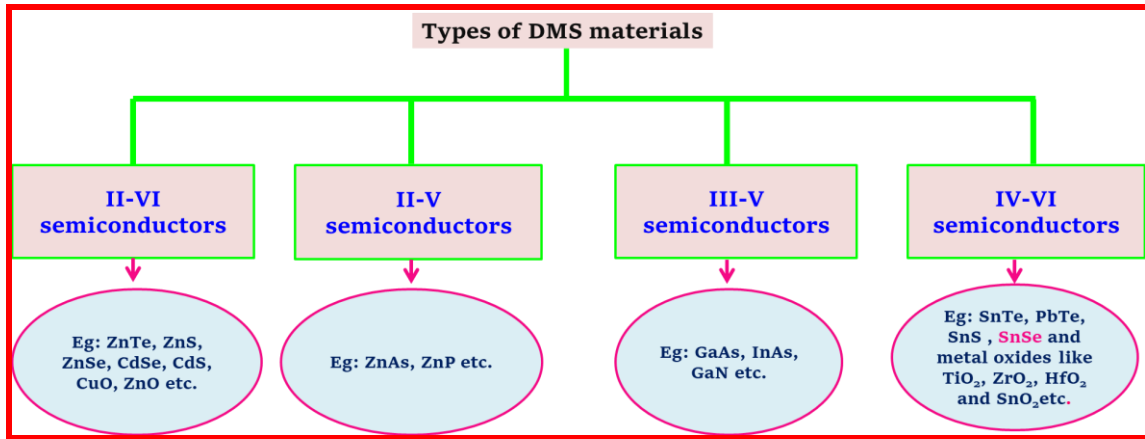 Types of DMS materials
II-VI
semiconductors
II-V
semiconductors
III-V
semiconductors
IV-VI
semiconductors
Eg: ZnTe, ZnS,
ZnSe, CdSe, CdS,
CuO, ZnO etc.
Eg: ZnAs, ZnP etc.
Eg: GaAs, InAs,
GaN etc.
Eg: SnTe, PbTe,
SnS , SnSe and
metal oxides like
TiO₂, ZrO₂, HfO₂
and SnO₂etc.